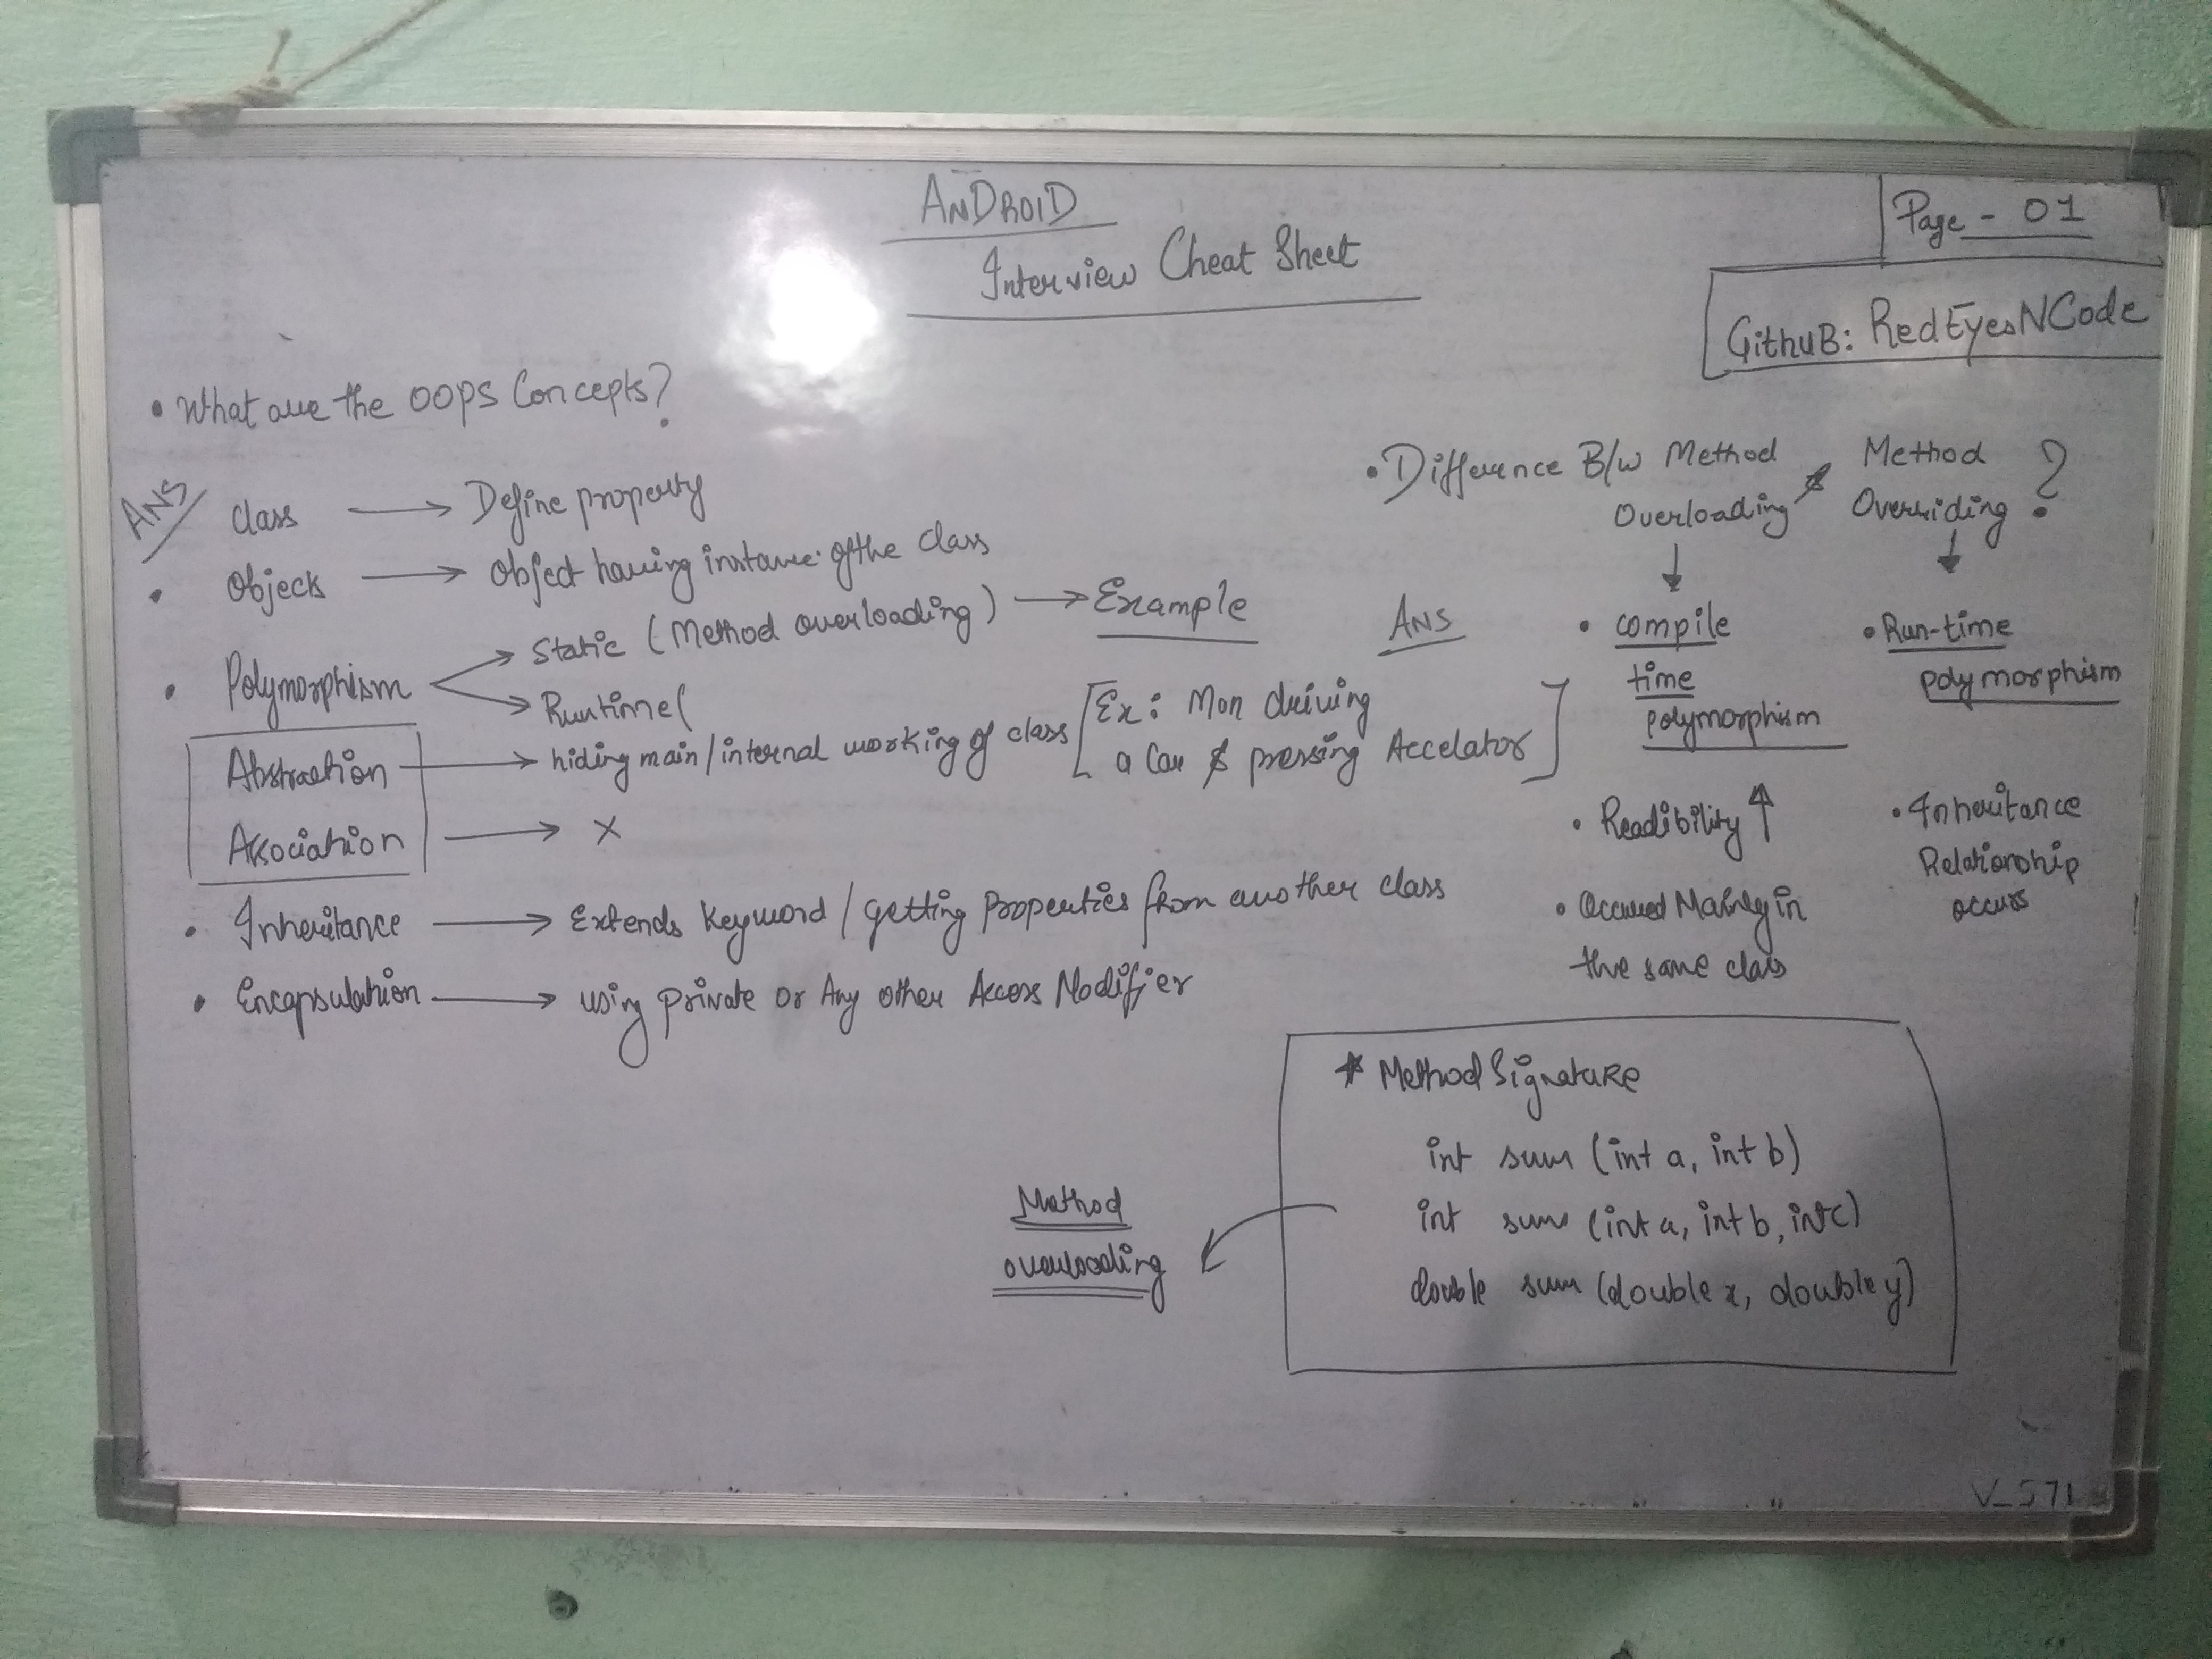 ANDROID
Interview Cheat Sheet
Page - 01
GithuB: RedEyesNCode
• What are the OOPS Concepts?
ANS
Class → Define property
• Objects → Object having instance of the class
• Polymorphism → Static (Method overloading) → Example
→ Runtime(
Abstraction → hiding main/internal working of class [Ex: Man driving
a Car & pressing Accelator]
Association → X
• Inheritance → Extends Keyword / getting Properties from another class
• Encapsulation → using private Or Any other Access Modifier
• Difference B/w Method Overloading & Method Overriding ?
Ans
• compile
time
polymorphism
• Readibility ↑
• Occured Mainly in
the same class
• Run-time
polymorphism
• Inheritance
Relationship
occurs
* Method Signature
int sum (int a, int b)
int sum (int a, int b, int c)
double sum (double x, double y)
Method
overloading
V_571